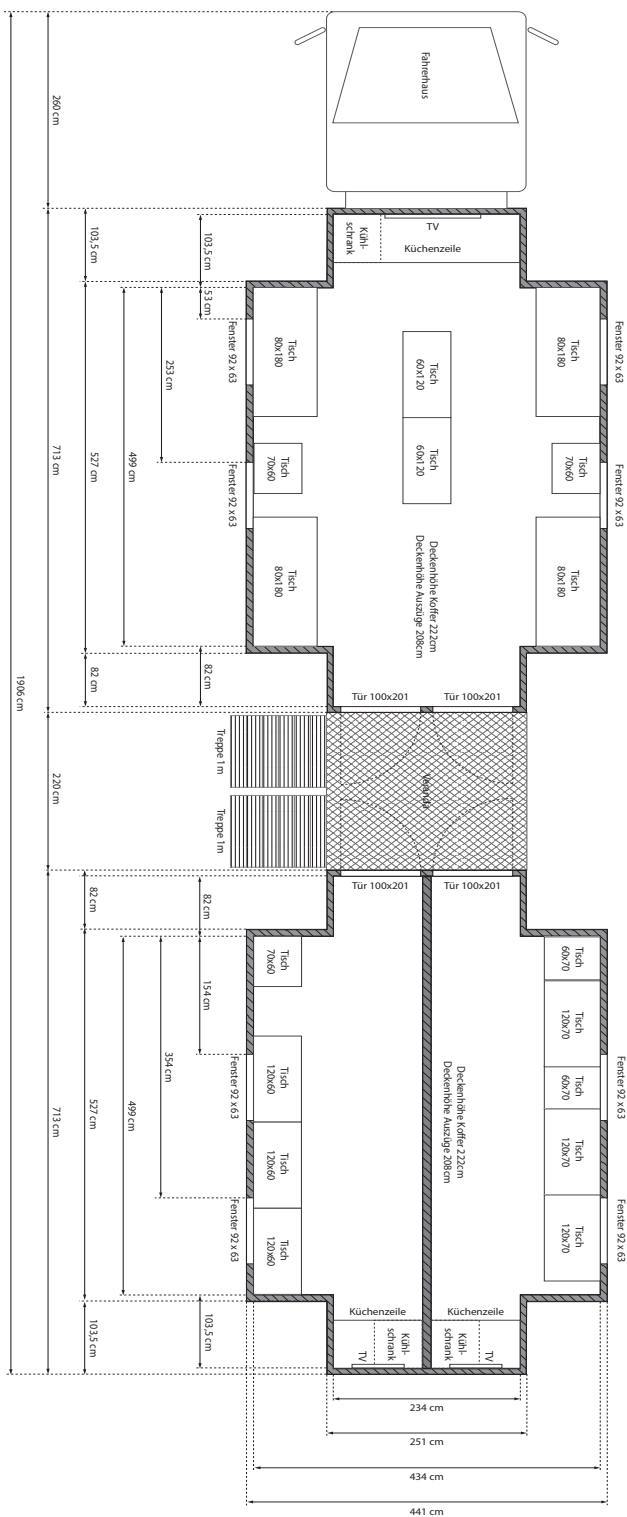 Fahrerhaus
260 cm
103,5 cm
103,5 cm
Kühl-
schrank
TV
Küchenzeile
53 cm
253 cm
499 cm
527 cm
713 cm
1906 cm
Fenster 92 x 63
Fenster 92 x 63
Tisch
80x180
Tisch
80x180
Tisch
60x120
Tisch
60x120
Tisch
70x60
Tisch
70x60
Fenster 92 x 63
Fenster 92 x 63
Tisch
80x180
Tisch
80x180
Deckenhöhe Koffer 222cm
Deckenhöhe Auszüge 208cm
82 cm
82 cm
Tür 100x201
Tür 100x201
Treppe 1m
Treppe 1m
Veranda
220 cm
Tür 100x201
Tür 100x201
82 cm
82 cm
Tisch
70x60
Tisch
60x70
Tisch
120x70
154 cm
354 cm
499 cm
527 cm
713 cm
Fenster 92 x 63
Fenster 92 x 63
Tisch
120x60
Tisch
60x70
Deckenhöhe Koffer 222cm
Deckenhöhe Auszüge 208cm
Tisch
120x60
Tisch
120x70
Fenster 92 x 63
Fenster 92 x 63
Tisch
120x60
Tisch
120x70
Küchenzeile
Küchenzeile
103,5 cm
103,5 cm
TV
Kühl-
schrank
Kühl-
schrank
TV
234 cm
251 cm
434 cm
441 cm